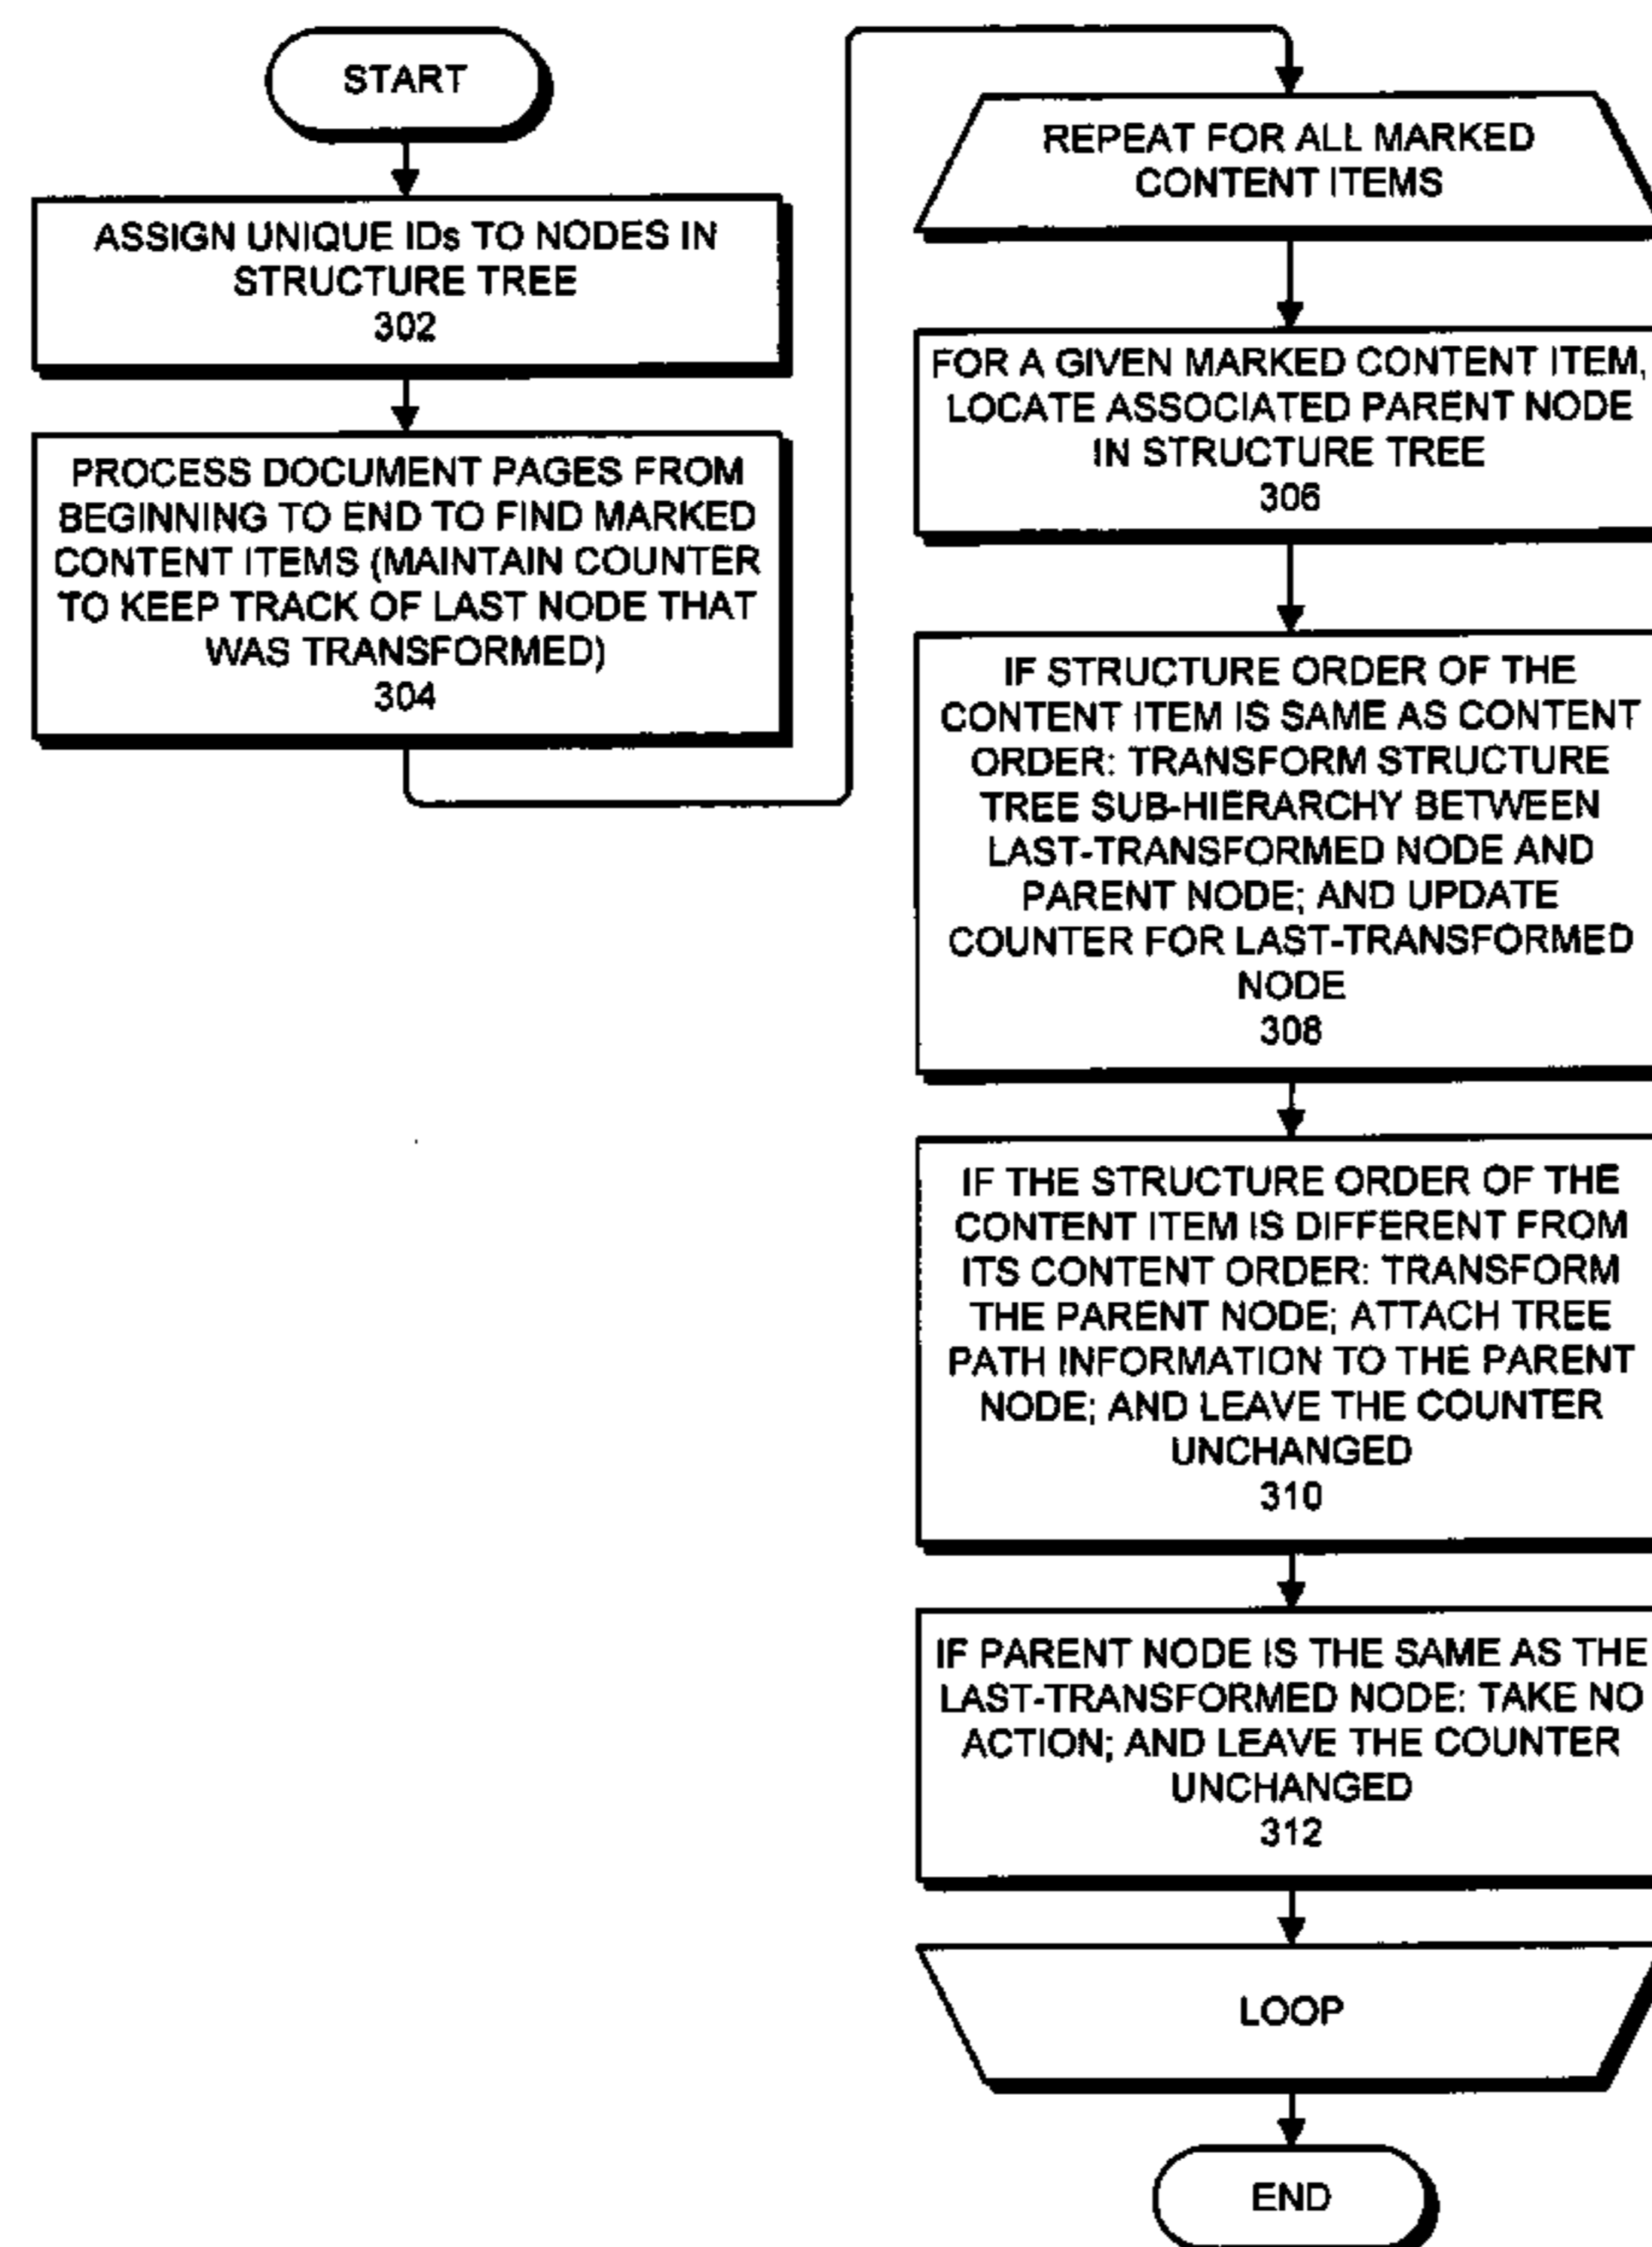 START
ASSIGN UNIQUE IDs TO NODES IN
STRUCTURE TREE
302
PROCESS DOCUMENT PAGES FROM
BEGINNING TO END TO FIND MARKED
CONTENT ITEMS (MAINTAIN COUNTER
TO KEEP TRACK OF LAST NODE THAT
WAS TRANSFORMED)
304
REPEAT FOR ALL MARKED
CONTENT ITEMS
FOR A GIVEN MARKED CONTENT ITEM,
LOCATE ASSOCIATED PARENT NODE
IN STRUCTURE TREE
306
IF STRUCTURE ORDER OF THE
CONTENT ITEM IS SAME AS CONTENT
ORDER: TRANSFORM STRUCTURE
TREE SUB-HIERARCHY BETWEEN
LAST-TRANSFORMED NODE AND
PARENT NODE; AND UPDATE
COUNTER FOR LAST-TRANSFORMED
NODE
308
IF THE STRUCTURE ORDER OF THE
CONTENT ITEM IS DIFFERENT FROM
ITS CONTENT ORDER: TRANSFORM
THE PARENT NODE; ATTACH TREE
PATH INFORMATION TO THE PARENT
NODE; AND LEAVE THE COUNTER
UNCHANGED
310
IF PARENT NODE IS THE SAME AS THE
LAST-TRANSFORMED NODE: TAKE NO
ACTION; AND LEAVE THE COUNTER
UNCHANGED
312
LOOP
END